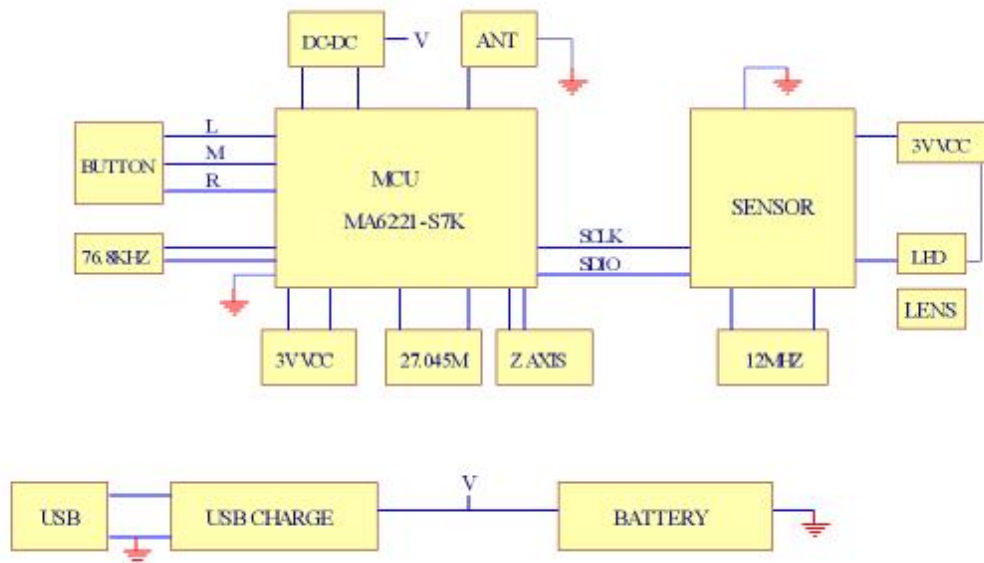 DC-DC
V
ANT
L
M
R
BUTTON
MCU
MA6221-S7K
SENSOR
3V VCC
76.8KHZ
SCLK
SDIO
LED
LENS
3V VCC
27.045M
Z AXIS
12MHZ
USB
USB CHARGE
V
BATTERY